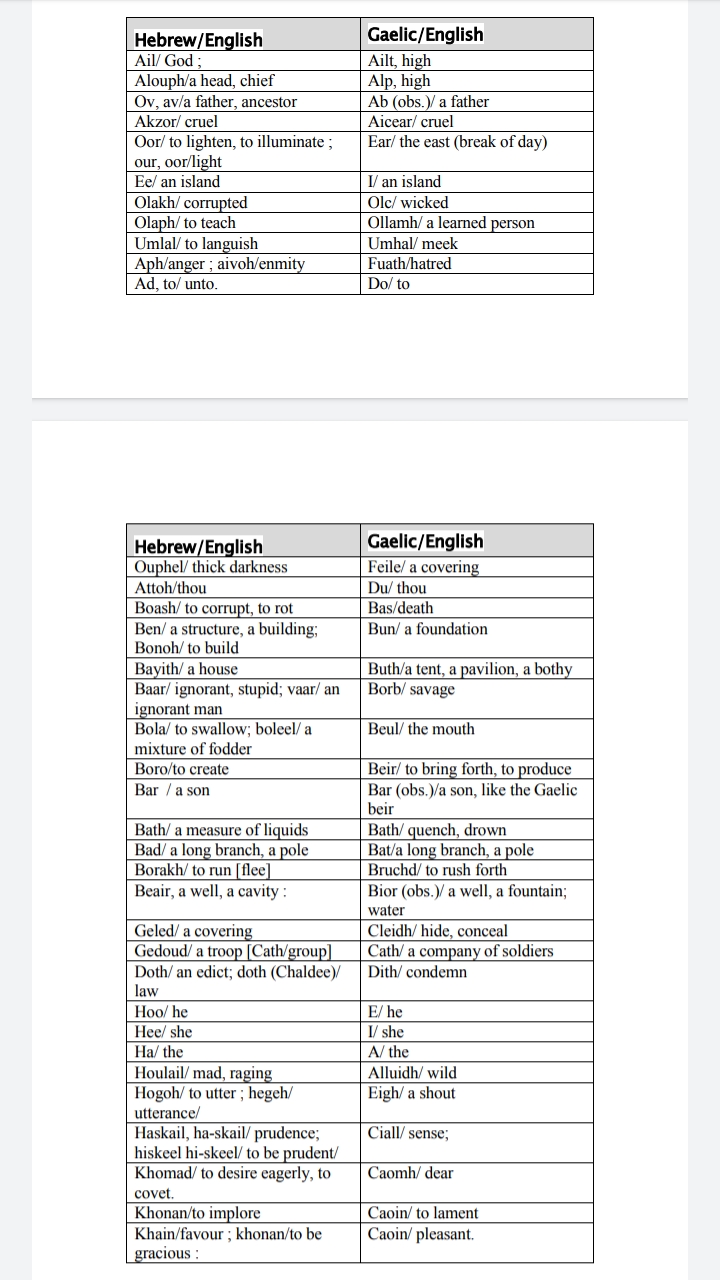 Hebrew/English Gaelic/English
Ail/ God ; Ailt, high
Alouph/a head, chief Alp, high
Ov, av/a father, ancestor Ab (obs.)/ a father
Akzor/ cruel Aicear/ cruel
Oor/ to lighten, to illuminate ; Ear/ the east (break of day)
our, oor/light
Ee/ an island I/ an island
Olakh/ corrupted Olc/ wicked
Olaph/ to teach Ollamh/ a learned person
Umlal/ to languish Umhal/ meek
Aph/anger ; aivoh/enmity Fuath/hatred
Ad, to/ unto. Do/ to
Hebrew/English Gaelic/English
Ouphel/ thick darkness Feile/ a covering
Attoh/thou Du/ thou
Boash/ to corrupt, to rot Bas/death
Ben/ a structure, a building; Bun/ a foundation
Bonoh/ to build
Bayith/ a house Buth/a tent, a pavilion, a bothy
Baar/ ignorant, stupid; vaar/ an Borb/ savage
ignorant man
Bola/ to swallow; boleel/ a Beul/ the mouth
mixture of fodder
Boro/to create Beir/ to bring forth, to produce
Bar / a son Bar (obs.)/a son, like the Gaelic
beir
Bath/ a measure of liquids Bath/ quench, drown
Bad/ a long branch, a pole Bat/a long branch, a pole
Borakh/ to run [flee] Bruchd/ to rush forth
Beair, a well, a cavity : Bior (obs.)/ a well, a fountain;
water
Geled/ a covering Cleidh/ hide, conceal
Gedoud/ a troop [Cath/group] Cath/ a company of soldiers
Doth/ an edict; doth (Chaldee)/ Dith/ condemn
law
Hoo/ he E/ he
Hee/ she I/ she
Ha/ the A/ the
Houlail/ mad, raging Alluidh/ wild
Hogoh/ to utter ; hegeh/ Eigh/ a shout
utterance/
Haskail, ha-skail/ prudence; Ciall/ sense;
hiskeel hi-skeel/ to be prudent/
Khomad/ to desire eagerly, to Caomh/ dear
covet.
Khonan/to implore Caoin/ to lament
Khain/favour ; khonan/to be Caoin/ pleasant.
gracious :